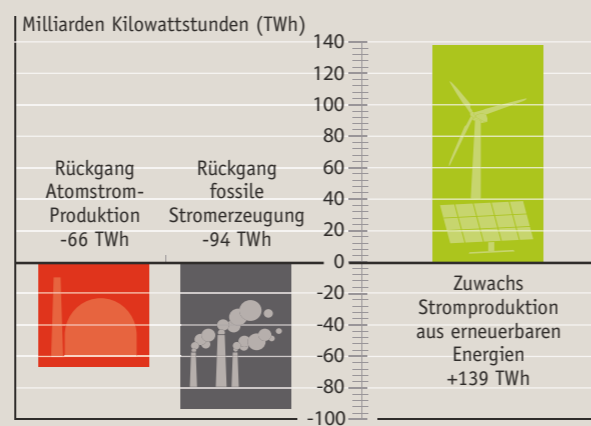 Milliarden Kilowattstunden (TWh)
140
120
100
80
60
40
20
0
-20
-40
-60
-80
-100
Rückgang
Atomstrom-
Produktion
-66 TWh
Rückgang
fossile
Stromerzeugung
-94 TWh
Zuwachs
Stromproduktion
aus erneuerbaren
Energien
+139 TWh